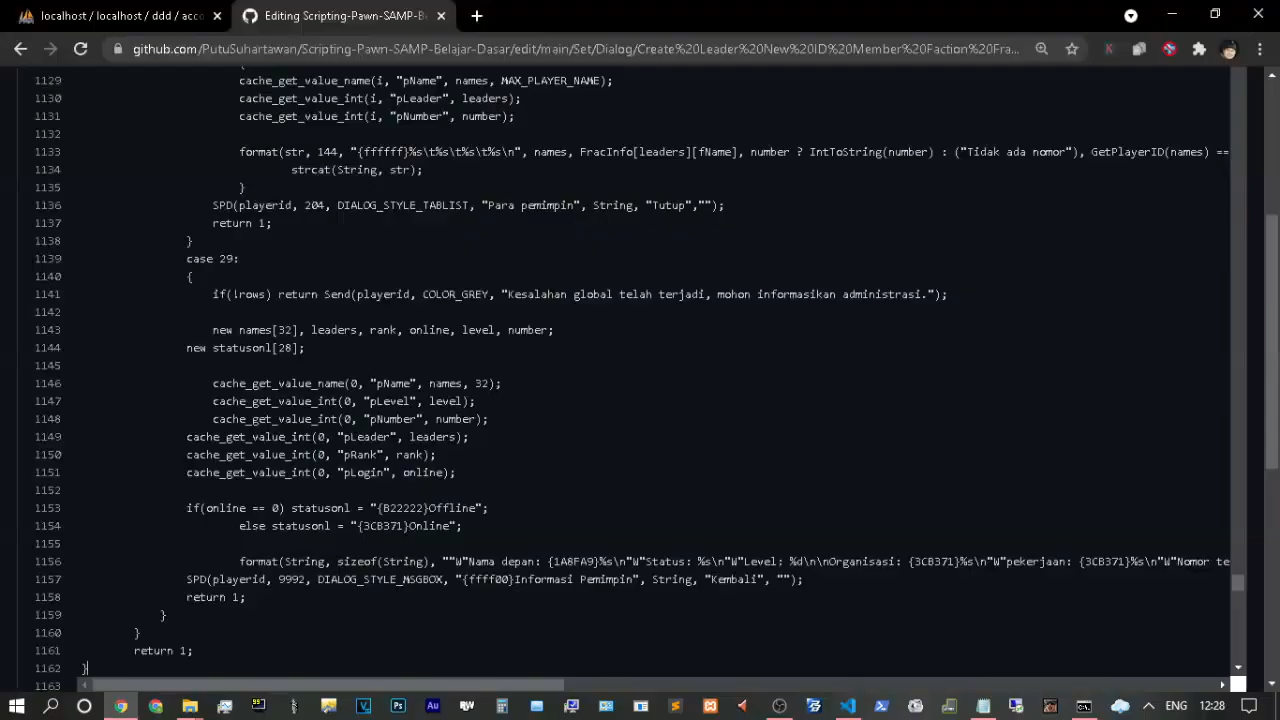 localhost / localhost / ddd / acco
Editing Scripting-Pawn-SAMP-Be
github.com/PutuSuhartawan/Scripting-Pawn-SAMP-Belajar-Dasar/edit/main/Set/Dialog/Create%20Leader%20New%20ID%20Member%20Faction%20Fra...
1129 cache_get_value_name(i, "pName", names, MAX_PLAYER_NAME);
1130 cache_get_value_int(i, "pLeader", leaders);
1131 cache_get_value_int(i, "pNumber", number);
1132
1133 format(str, 144, "{ffffff}%s\t%s\t%s\t%s\n", names, FracInfo[leaders][fName], number ? IntToString(number) : ("Tidak ada nomor"), GetPlayerID(names) ==
1134 strcat(String, str);
1135 }
1136 SPD(playerid, 204, DIALOG_STYLE_TABLIST, "Para pemimpin", String, "Tutup","");
1137 return 1;
1138 }
1139 case 29:
1140 {
1141 if(!rows) return Send(playerid, COLOR_GREY, "Kesalahan global telah terjadi, mohon informasikan administrasi.");
1142
1143 new names[32], leaders, rank, online, level, number;
1144 new statusonl[28];
1145
1146 cache_get_value_name(0, "pName", names, 32);
1147 cache_get_value_int(0, "pLevel", level);
1148 cache_get_value_int(0, "pNumber", number);
1149 cache_get_value_int(0, "pLeader", leaders);
1150 cache_get_value_int(0, "pRank", rank);
1151 cache_get_value_int(0, "pLogin", online);
1152
1153 if(online == 0) statusonl = "{B22222}Offline";
1154 else statusonl = "{3CB371}Online";
1155
1156 format(String, sizeof(String), ""W"Nama depan: {1A8FA9}%s\n"W"Status: %s\n"W"Level: %d\n\nOrganisasi: {3CB371}%s\n"W"pekerjaan: {3CB371}%s\n"W"Nomor te
1157 SPD(playerid, 9992, DIALOG_STYLE_MSGBOX, "{ffff00}Informasi Pemimpin", String, "Kembali", "");
1158 return 1;
1159 }
1160 }
1161 return 1;
1162 }
1163
ENG 12:28